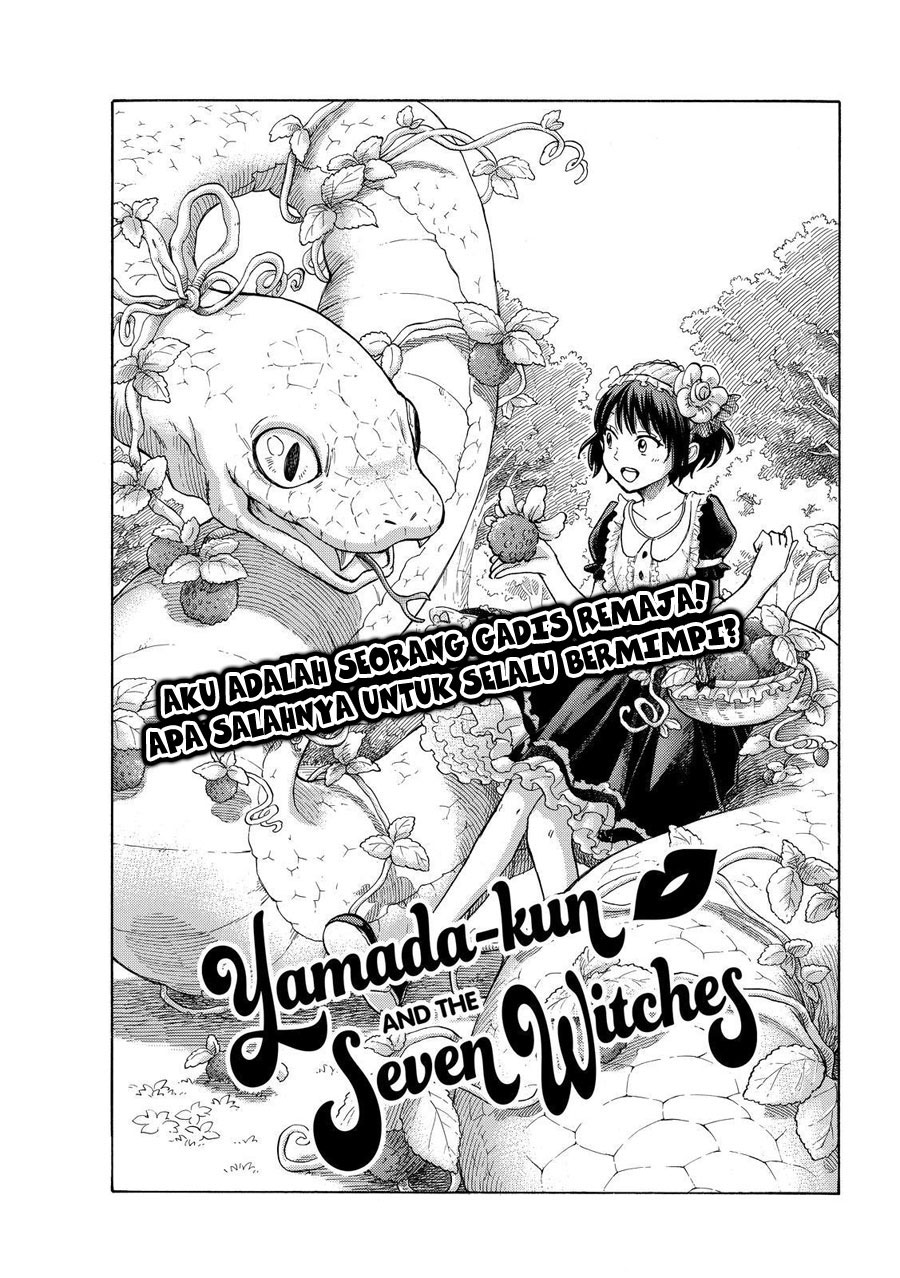 AKU ADALAH SEORANG GADIS REMAJA!
APA SALAHNYA UNTUK SELALU BERMIMPI?
Yamada-kun
AND THE
Seven Witches